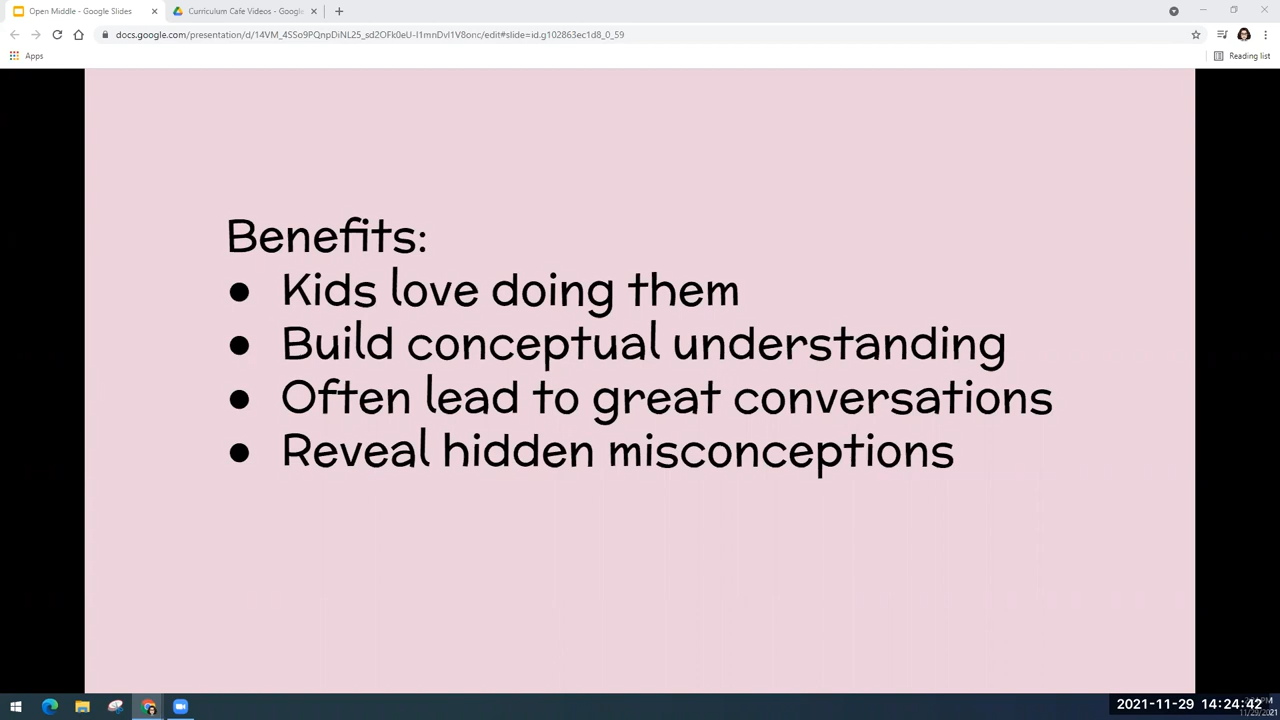 Open Middle - Google Slides
Curriculum Cafe Videos - Google
docs.google.com/presentation/d/14VM_4SSo9PQnpDiNL25_sd2OFk0eU-l1mnDvl1V8onc/edit#slide=id.g102863ec1d8_0_59
Apps
Reading list
Benefits:
● Kids love doing them
● Build conceptual understanding
● Often lead to great conversations
● Reveal hidden misconceptions
2021-11-29 14:24:42